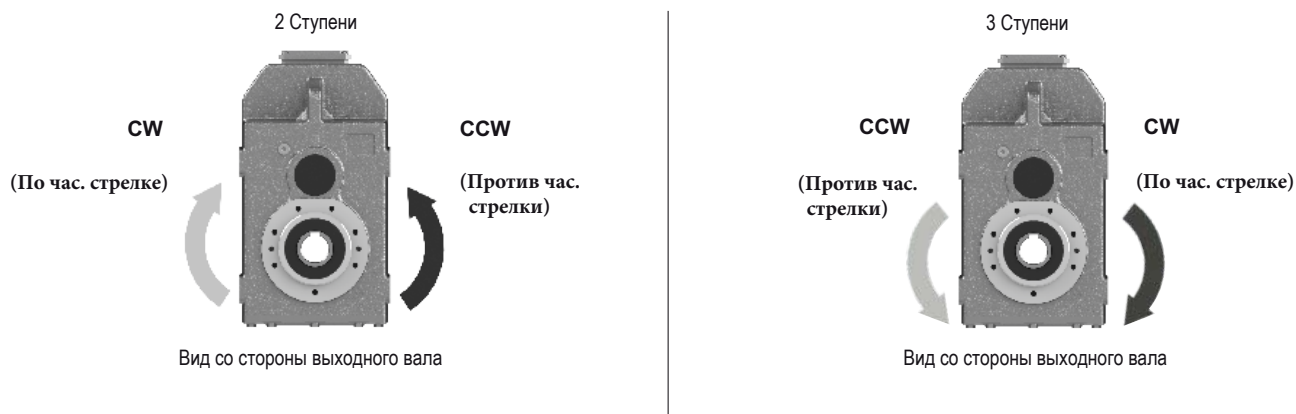 2 Ступени
CW
CCW
(По час. стрелке)
(Против час.
стрелки)
Вид со стороны выходного вала
3 Ступени
CCW
CW
(Против час.
стрелки)
(По час. стрелке)
Вид со стороны выходного вала